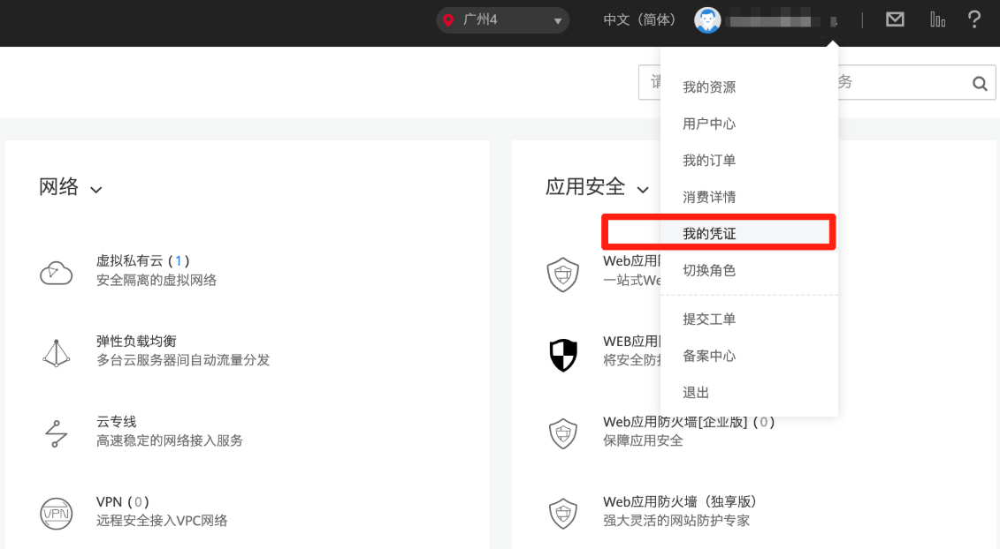 广州4
中文（简体）
请
务
我的资源
用户中心
我的订单
消费详情
我的凭证
切换角色
提交工单
备案中心
退出
网络
虚拟私有云 (1)
安全隔离的虚拟网络
弹性负载均衡
多台云服务器间自动流量分发
云专线
高速稳定的网络接入服务
VPN
VPN (0)
远程安全接入VPC网络
应用安全
Web应用
一站式We
WEB应用
将安全防
Web应用防火墙[企业版] (0)
保障应用安全
Web应用防火墙（独享版）
强大灵活的网站防护专家